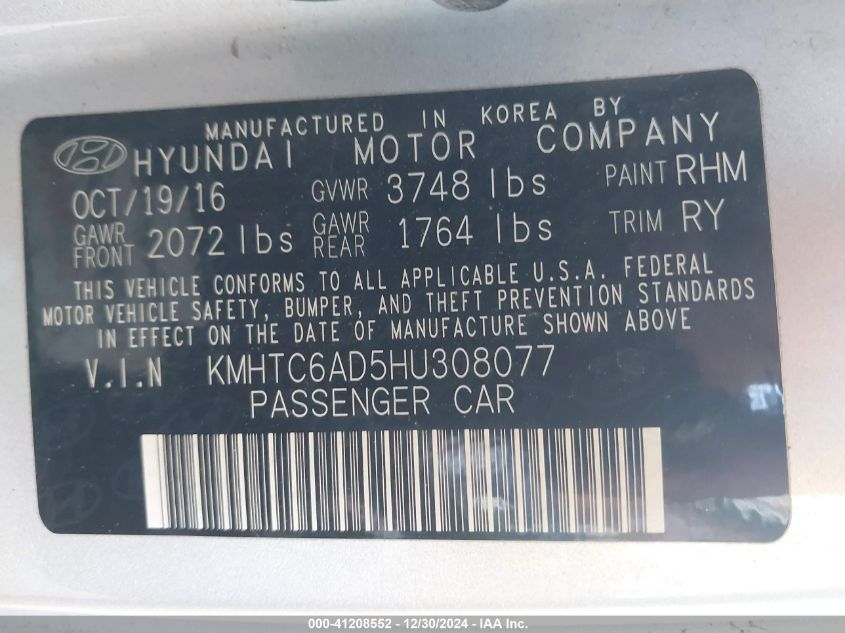 MANUFACTURED IN KOREA BY
HYUNDAI MOTOR COMPANY
OCT/19/16 GVWR 3748 lbs PAINT RHM
GAWR FRONT 2072 lbs GAWR REAR 1764 lbs TRIM RY
THIS VEHICLE CONFORMS TO ALL APPLICABLE U.S.A. FEDERAL
MOTOR VEHICLE SAFETY, BUMPER, AND THEFT PREVENTION STANDARDS
IN EFFECT ON THE DATE OF MANUFACTURE SHOWN ABOVE
V.I.N KMHTC6AD5HU308077
PASSENGER CAR
000-41208552 - 12/30/2024 - IAA Inc.